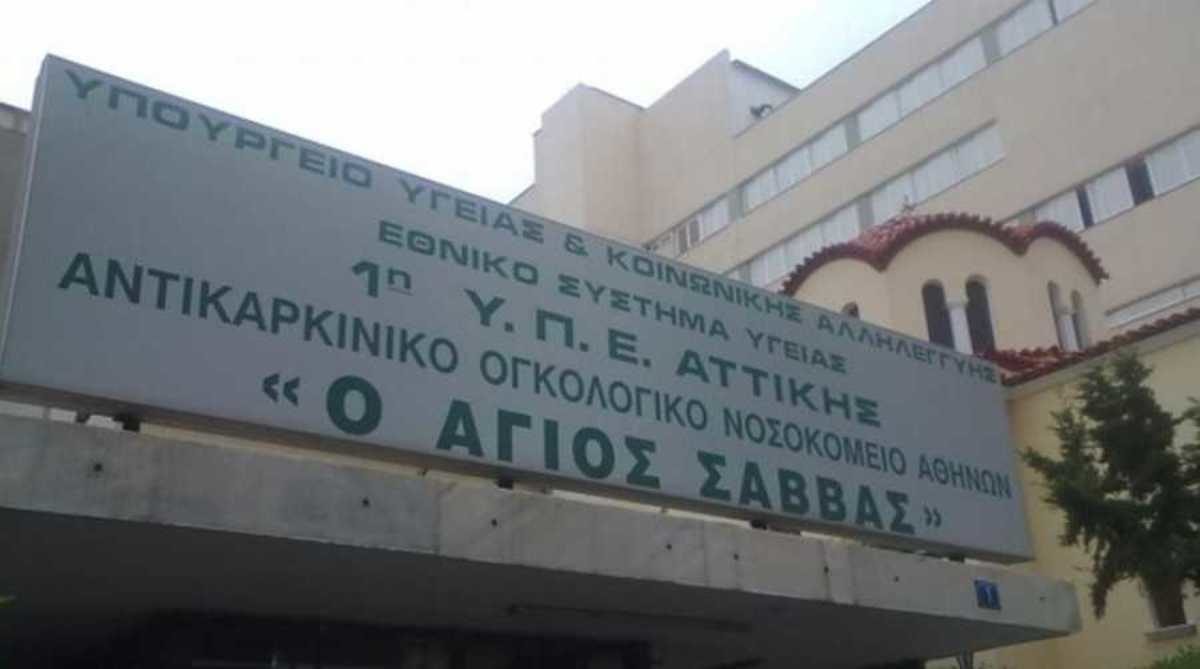 ΥΠΟΥΡΓΕΙΟ ΥΓΕΙΑΣ & ΚΟΙΝΩΝΙΚΗΣ ΑΛΛΗΛΕΓΓΥΗΣ
ΕΘΝΙΚΟ ΣΥΣΤΗΜΑ ΥΓΕΙΑΣ
1η Υ.Π.Ε. ΑΤΤΙΚΗΣ
ΑΝΤΙΚΑΡΚΙΝΙΚΟ ΟΓΚΟΛΟΓΙΚΟ ΝΟΣΟΚΟΜΕΙΟ ΑΘΗΝΩΝ
«Ο ΑΓΙΟΣ ΣΑΒΒΑΣ»
1